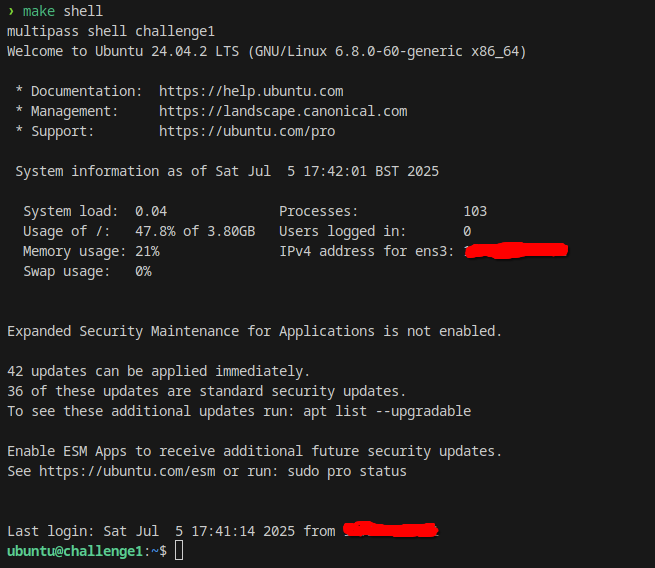 › make shell
multipass shell challenge1
Welcome to Ubuntu 24.04.2 LTS (GNU/Linux 6.8.0-60-generic x86_64)
* Documentation:  https://help.ubuntu.com
* Management:     https://landscape.canonical.com
* Support:        https://ubuntu.com/pro
System information as of Sat Jul  5 17:42:01 BST 2025
System load:  0.04               Processes:             103
Usage of /:   47.8% of 3.80GB   Users logged in:       0
Memory usage: 21%               IPv4 address for ens3:
Swap usage:   0%
Expanded Security Maintenance for Applications is not enabled.
42 updates can be applied immediately.
36 of these updates are standard security updates.
To see these additional updates run: apt list --upgradable
Enable ESM Apps to receive additional future security updates.
See https://ubuntu.com/esm or run: sudo pro status
Last login: Sat Jul  5 17:41:14 2025 from
ubuntu@challenge1:~$